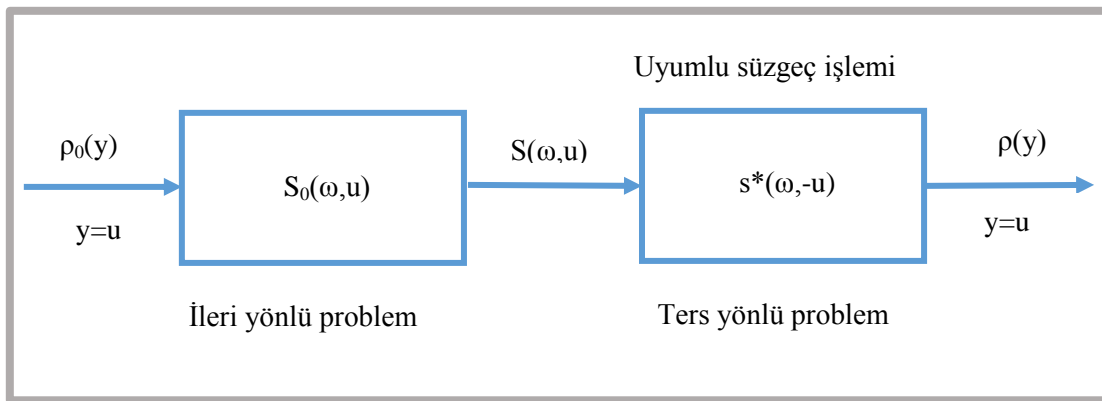 Uyumlu süzgeç işlemi
ρ₀(y)
y=u
S₀(ω,u)
S(ω,u)
s*(ω,-u)
ρ(y)
y=u
İleri yönlü problem
Ters yönlü problem